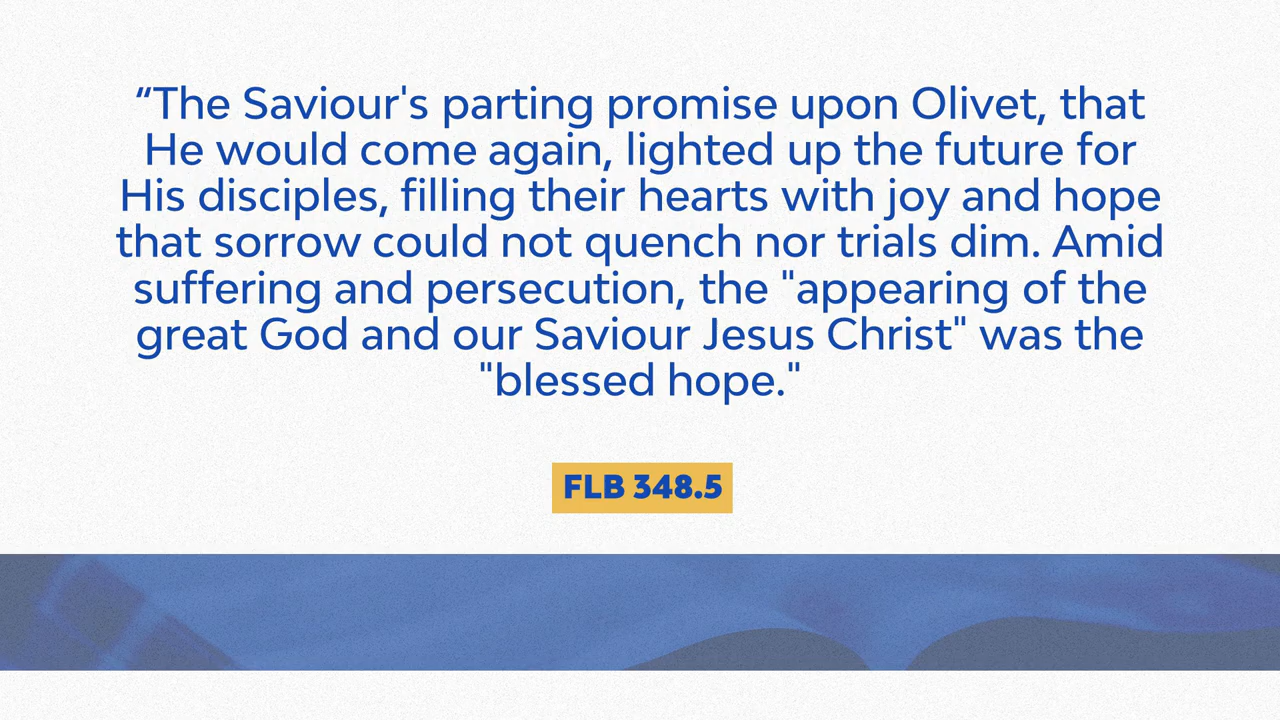 “The Saviour's parting promise upon Olivet, that
He would come again, lighted up the future for
His disciples, filling their hearts with joy and hope
that sorrow could not quench nor trials dim. Amid
suffering and persecution, the "appearing of the
great God and our Saviour Jesus Christ" was the
"blessed hope."
FLB 348.5